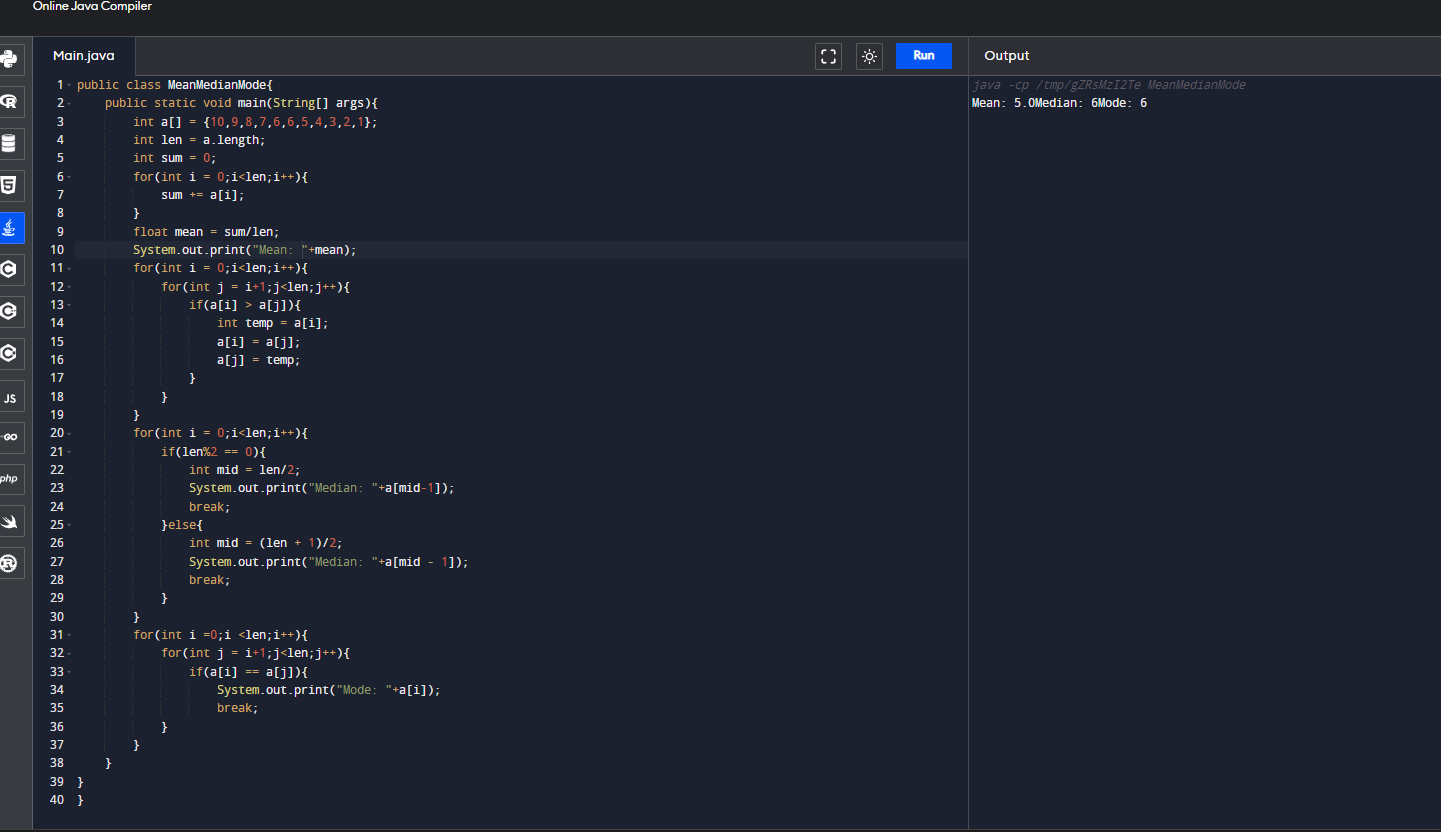 Online Java Compiler
Main.java
Run
Output
1 public class MeanMedianMode{
2     public static void main(String[] args){
3         int a[] = {10,9,8,7,6,6,5,4,3,2,1};
4         int len = a.length;
5         int sum = 0;
6         for(int i = 0;i<len;i++){
7             sum += a[i];
8         }
9         float mean = sum/len;
10         System.out.print("Mean: "+mean);
11         for(int i = 0;i<len;i++){
12             for(int j = i+1;j<len;j++){
13                 if(a[i] > a[j]){
14                     int temp = a[i];
15                     a[i] = a[j];
16                     a[j] = temp;
17                 }
18             }
19         }
20         for(int i = 0;i<len;i++){
21             if(len%2 == 0){
22                 int mid = len/2;
23                 System.out.print("Median: "+a[mid-1]);
24                 break;
25             }else{
26                 int mid = (len + 1)/2;
27                 System.out.print("Median: "+a[mid - 1]);
28                 break;
29             }
30         }
31         for(int i =0;i <len;i++){
32             for(int j = i+1;j<len;j++){
33                 if(a[i] == a[j]){
34                     System.out.print("Mode: "+a[i]);
35                     break;
36             }
37         }
38     }
39 }
40 }
java -cp /tmp/gZRsMzI2Te MeanMedianMode
Mean: 5.0Median: 6Mode: 6
R
5
C
C
C
JS
GO
php
R